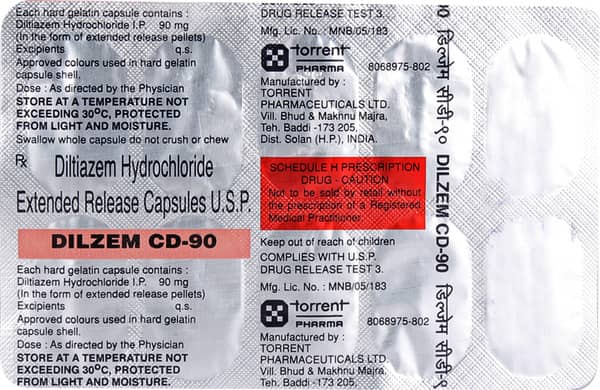 Each hard gelatin capsule contains :
Diltiazem Hydrochloride I.P. 90 mg
(In the form of extended release pellets)
Excipients q.s.
Approved colours used in hard gelatin
capsule shell.
Dose : As directed by the Physician
STORE AT A TEMPERATURE NOT
EXCEEDING 30°C, PROTECTED
FROM LIGHT AND MOISTURE.
Swallow whole capsule do not crush or chew
Rx Diltiazem Hydrochloride
Extended Release Capsules U.S.P.
DILZEM CD-90
Each hard gelatin capsule contains :
Diltiazem Hydrochloride I.P. 90 mg
(In the form of extended release pellets)
Excipients q.s.
Approved colours used in hard gelatin
capsule shell.
Dose : As directed by the Physician
STORE AT A TEMPERATURE NOT
EXCEEDING 30°C, PROTECTED
FROM LIGHT AND MOISTURE.
DRUG RELEASE TEST 3.
Mfg. Lic. No. : MNB/05/183
torrent
PHARMA
8068975-802
Manufactured by :
TORRENT
PHARMACEUTICALS LTD.
Vill. Bhud & Makhnu Majra,
Teh. Baddi -173 205,
Dist. Solan (H.P.), INDIA.
SCHEDULE H PRESCRIPTION
DRUG - CAUTION
Not to be sold by retail without
the prescription of a Registered
Medical Practitioner.
Keep out of reach of children
COMPLIES WITH U.S.P.
DRUG RELEASE TEST 3.
Mfg. Lic. No. : MNB/05/183
torrent
PHARMA
8068975-802
Manufactured by :
TORRENT
PHARMACEUTICALS LTD.
Vill. Bhud & Makhnu Majra,
Teh. Baddi -173 205,
डिल्ज़ेम सीडी-९० DILZEM CD-90 डिल्ज़ेम सीडी-९०